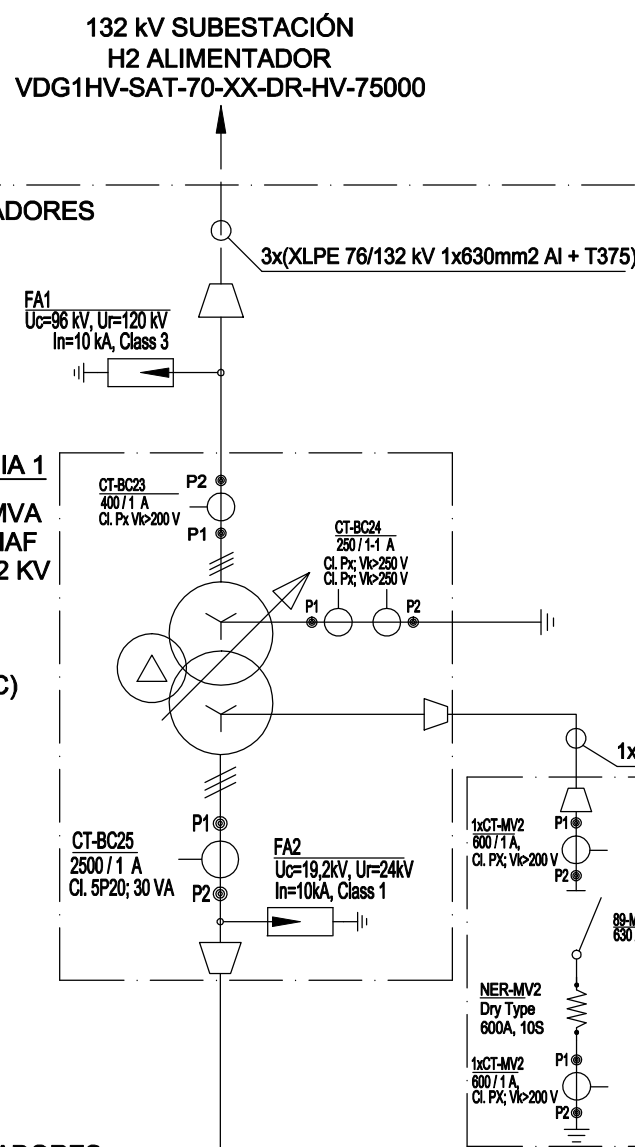 132 kV SUBESTACIÓN
H2 ALIMENTADOR
VDG1HV-SAT-70-XX-DR-HV-75000
ADORES
3x(XLPE 76/132 kV 1x630mm2 Al + T375)
FA1
Uc=96 kV, Ur=120 kV
In=10 kA, Class 3
IA 1
MVA
NAF
2 KV
C)
CT-BC23
400 / 1 A
Cl. Px Vk>200 V
P2
P1
CT-BC24
250 / 1-1 A
Cl. Px; Vk>250 V
Cl. Px; Vk>250 V
P1
P2
1x
CT-BC25
2500 / 1 A
Cl. 5P20; 30 VA
P1
P2
FA2
Uc=19,2kV, Ur=24kV
In=10kA, Class 1
1xCT-MV2
600 / 1 A,
Cl. PX; Vk>200 V
P1
P2
89-M
630
NER-MV2
Dry Type
600A, 10S
1xCT-MV2
600 / 1 A,
Cl. PX; Vk>200 V
P1
P2